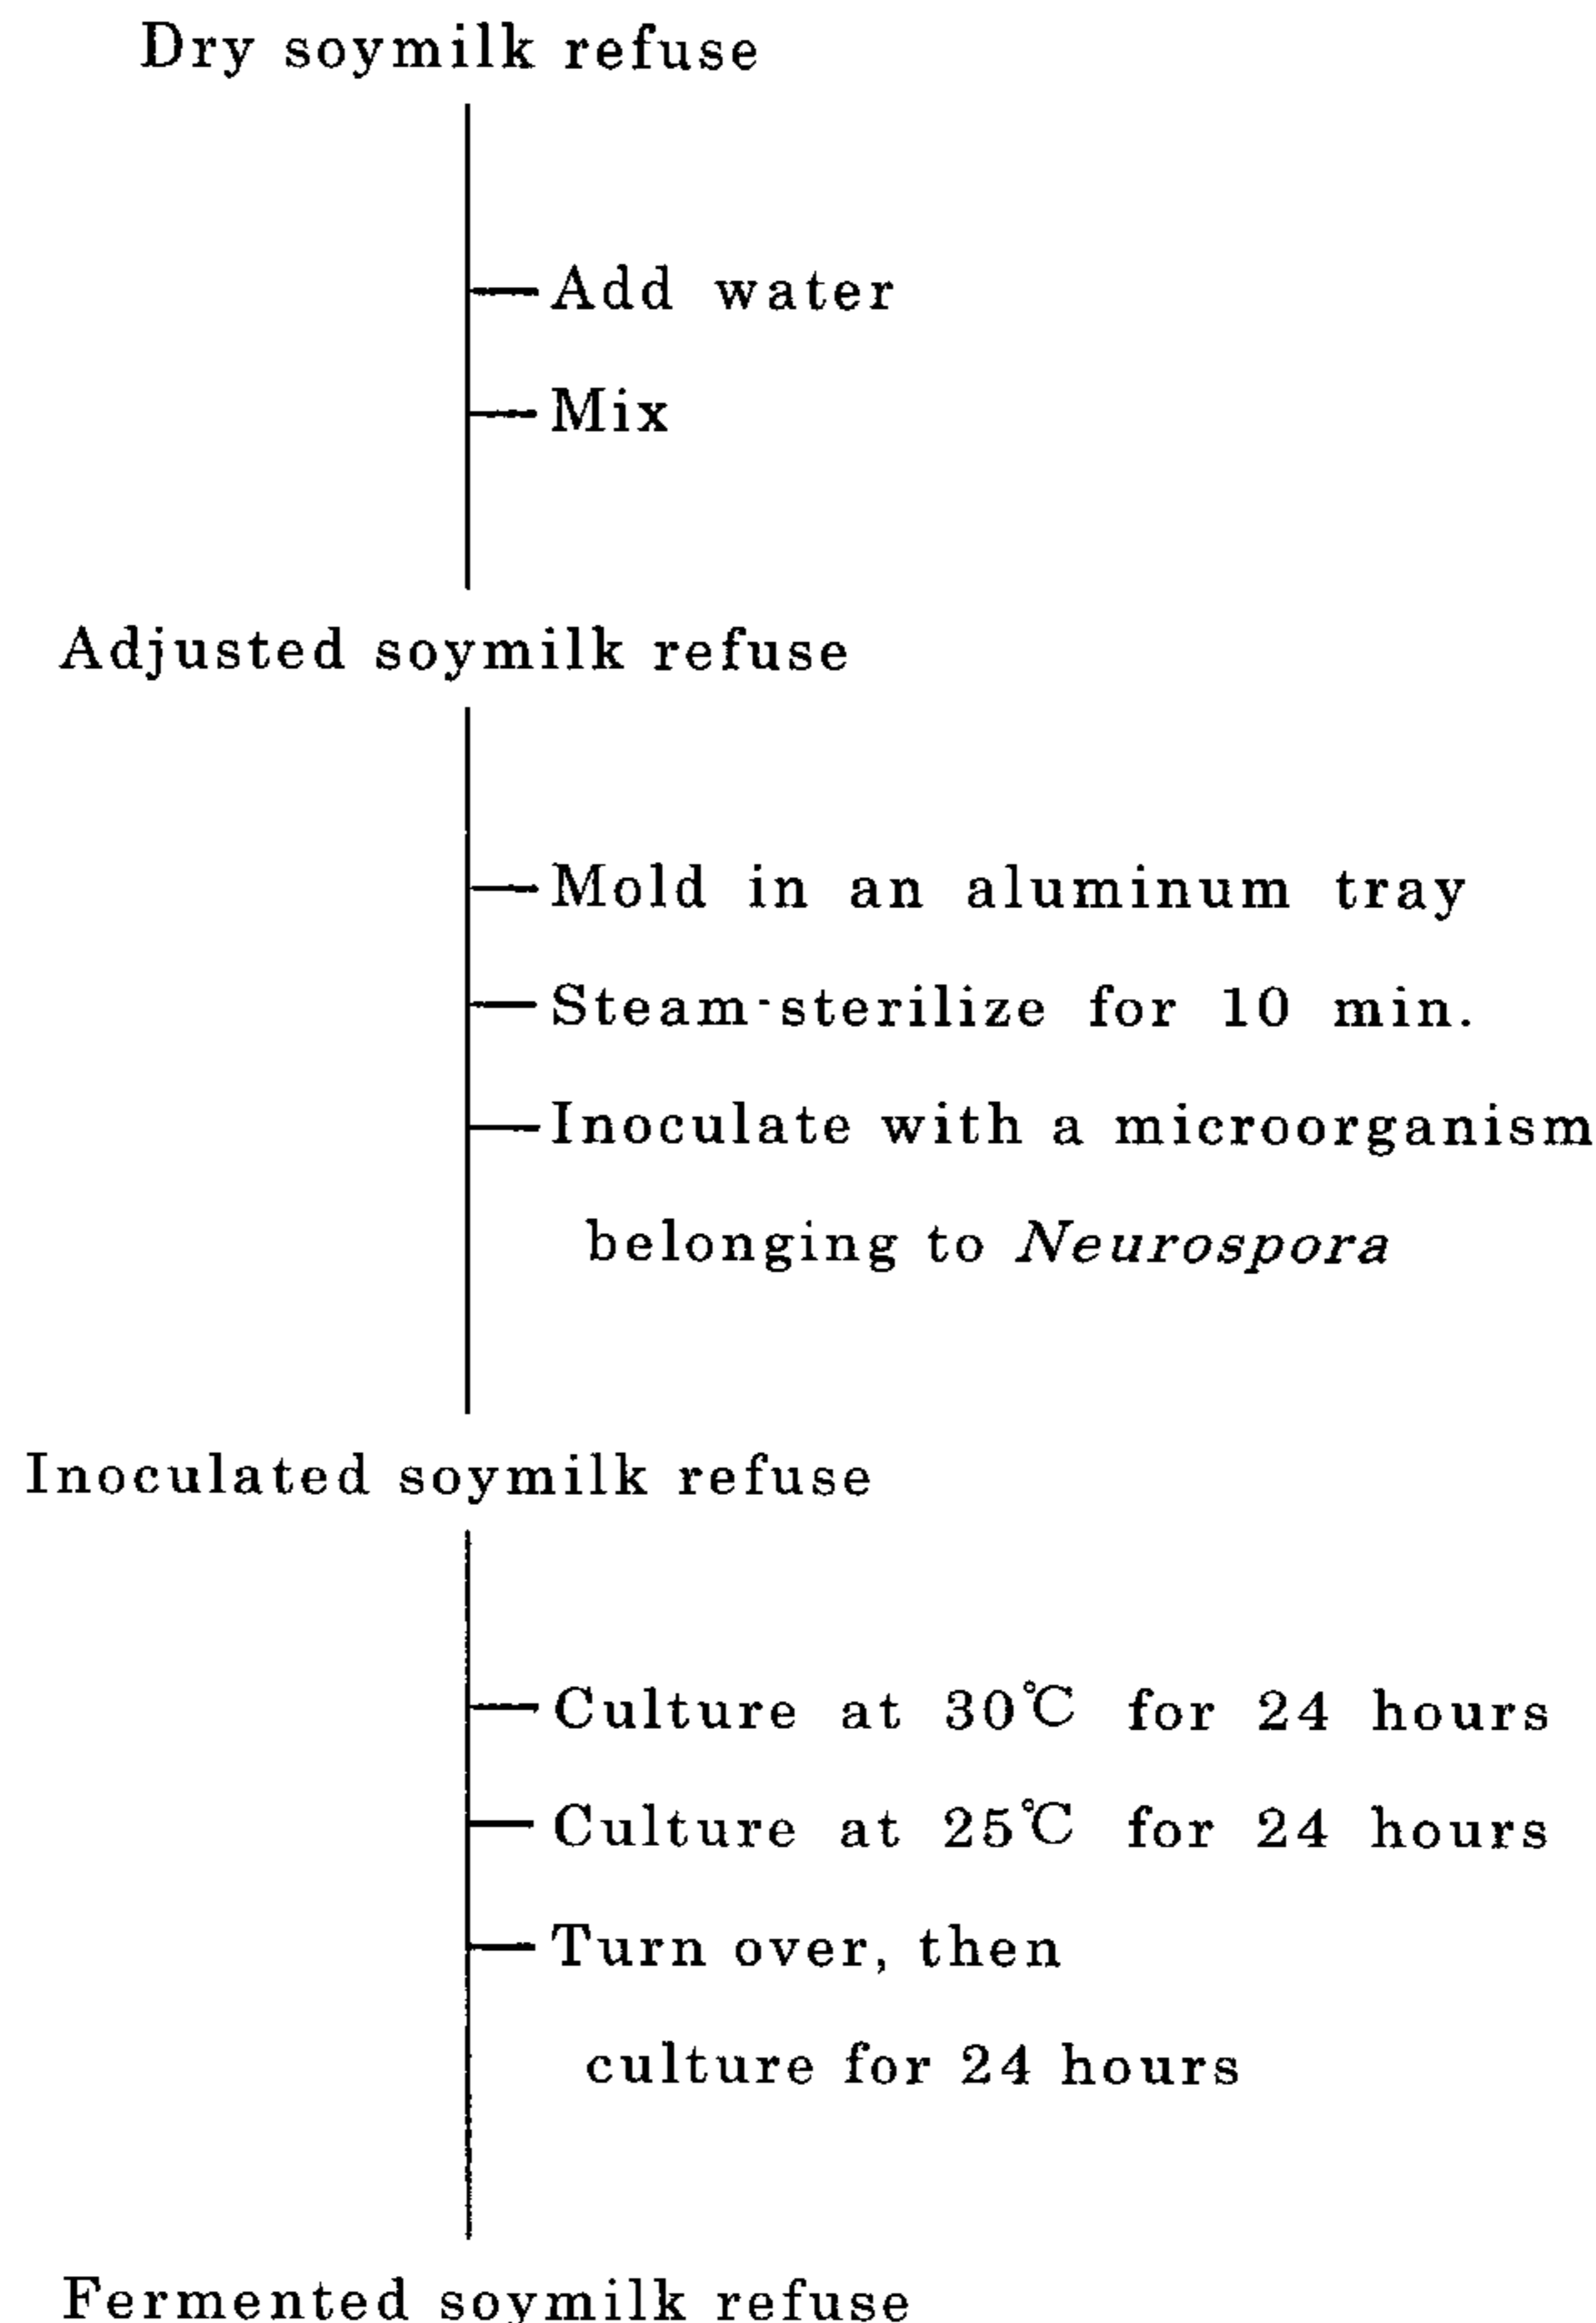 Dry soymilk refuse
Add water
Mix
Adjusted soymilk refuse
Mold in an aluminum tray
Steam-sterilize for 10 min.
Inoculate with a microorganism
belonging to Neurospora
Inoculated soymilk refuse
Culture at 30℃ for 24 hours
Culture at 25℃ for 24 hours
Turn over, then
culture for 24 hours
Fermented soymilk refuse